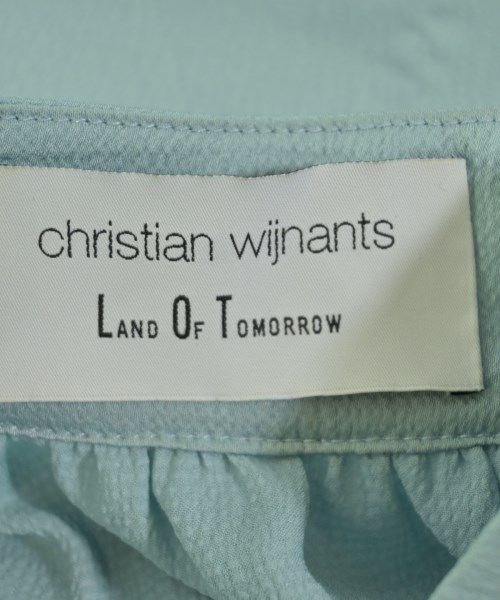 christian wijnants
LAND OF TOMORROW